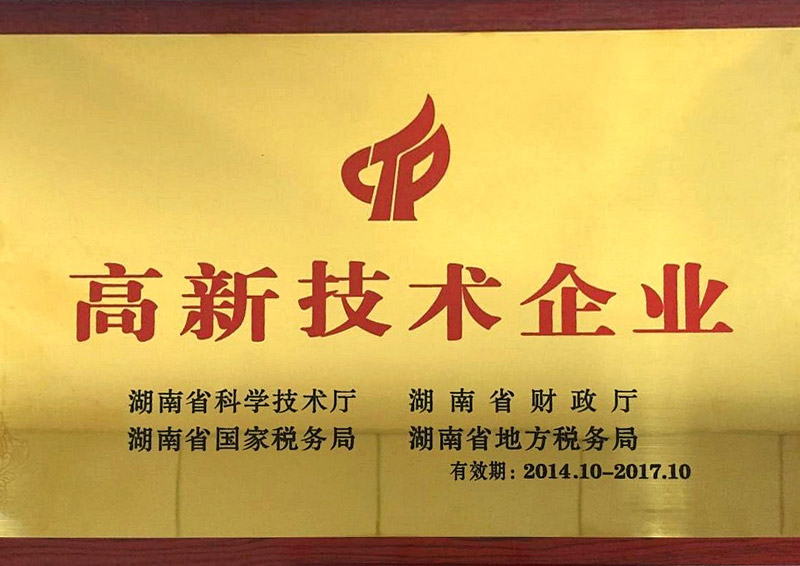 高新技术企业
湖南省科学技术厅 湖南省财政厅
湖南省国家税务局 湖南省地方税务局
有效期：2014.10-2017.10